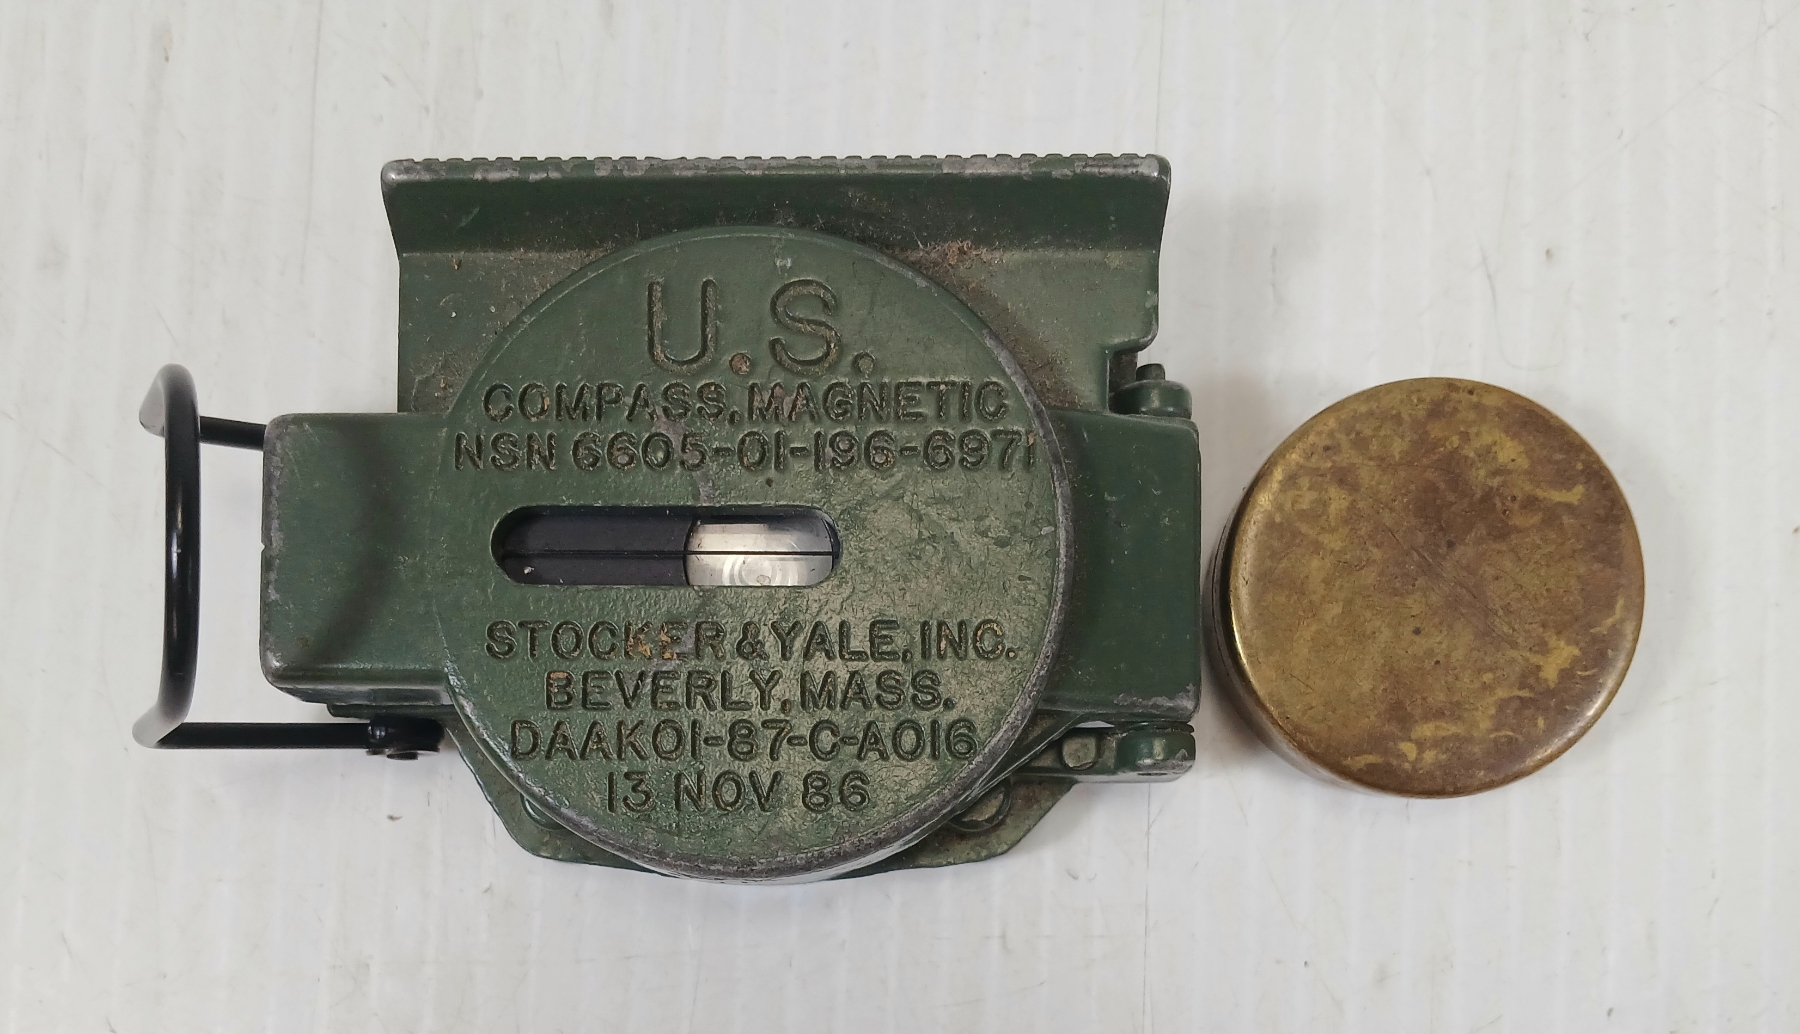 U.S.
COMPASS, MAGNETIC
NSN 6605-01-196-6971
STOCKER & YALE, INC.
BEVERLY, MASS.
DAAK01-87-C-A016
13 NOV 86